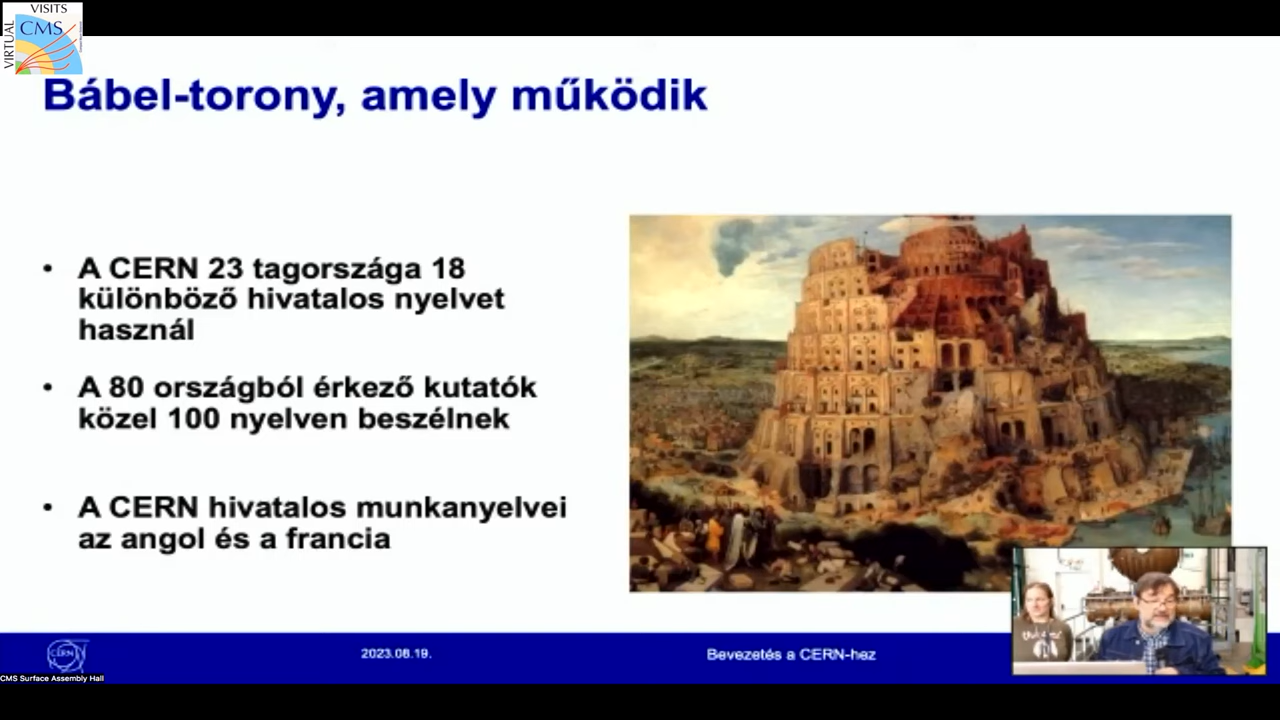 VISITS
VIRTUAL
CMS
Bábel-torony, amely működik
• A CERN 23 tagországa 18
különböző hivatalos nyelvet
használ
• A 80 országból érkező kutatók
közel 100 nyelven beszélnek
• A CERN hivatalos munkanyelvei
az angol és a francia
CERN
2023.08.19.
Bevezetés a CERN-hez
CMS Surface Assembly Hall